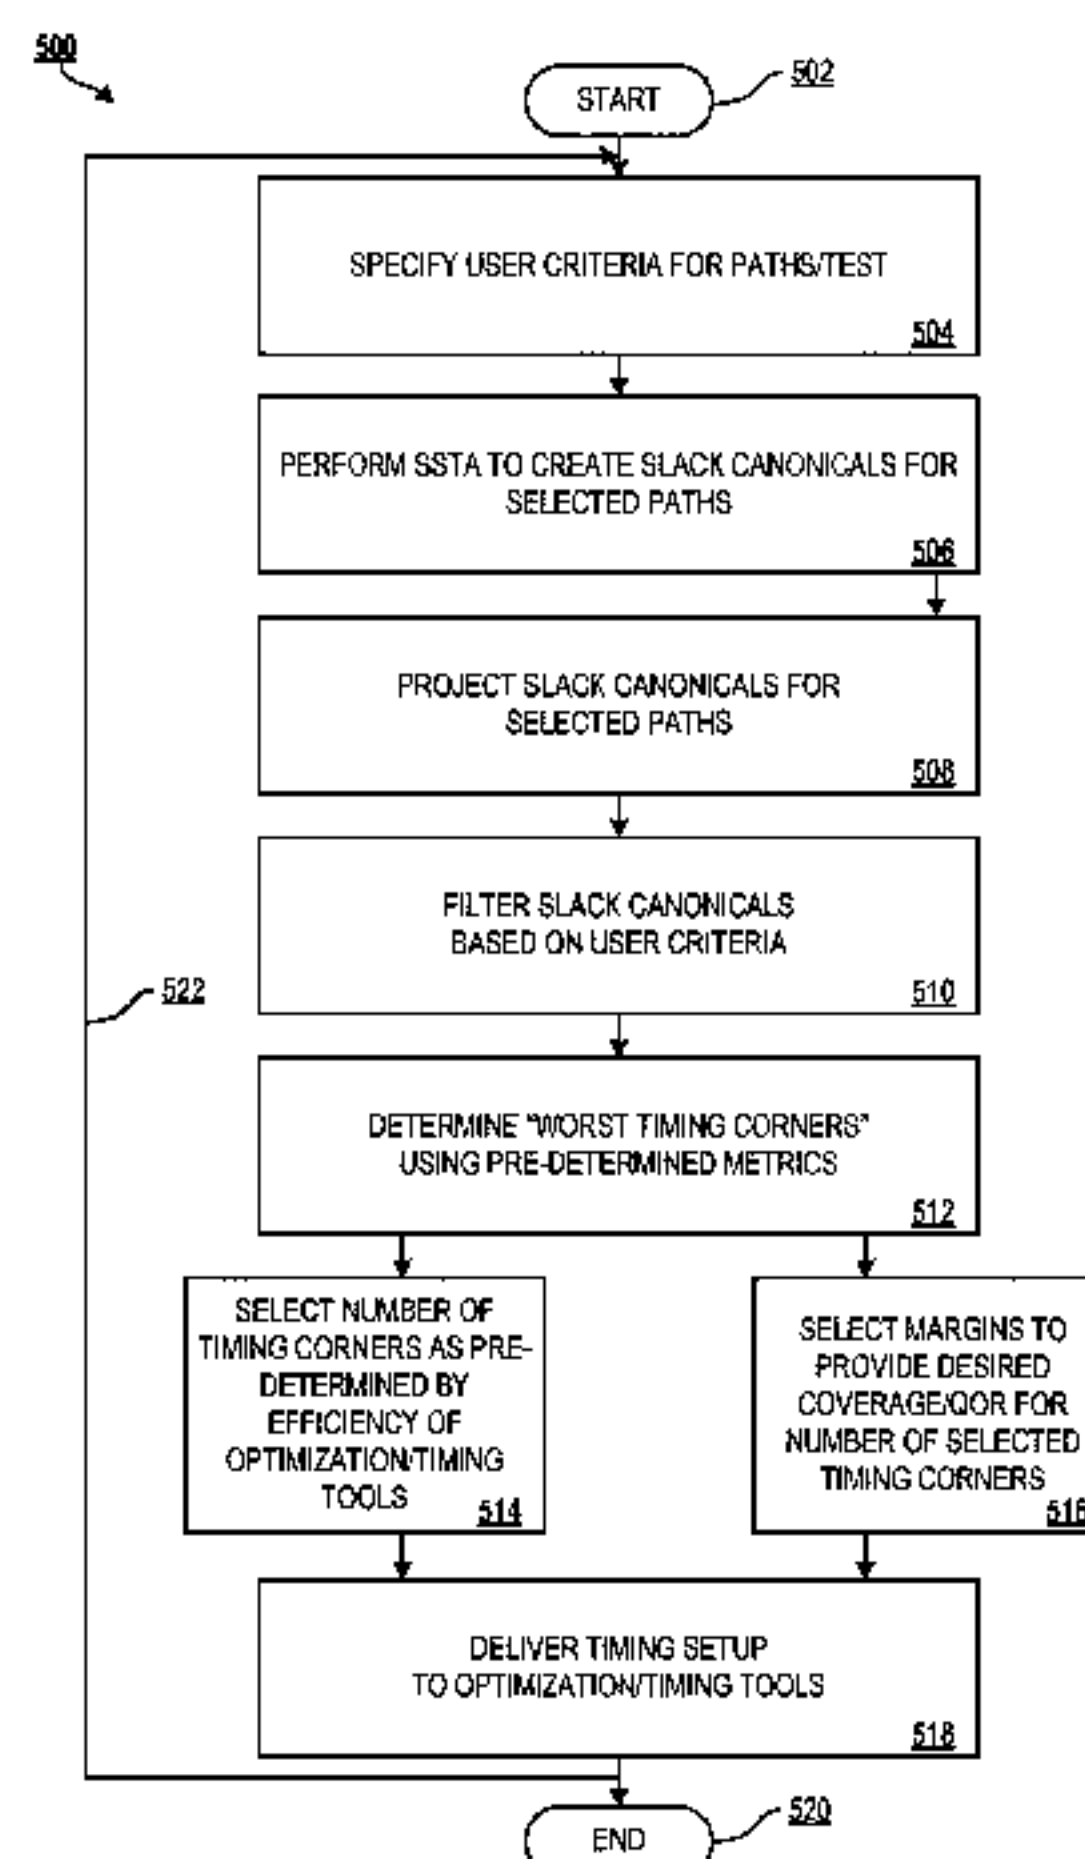 500
START
502
SPECIFY USER CRITERIA FOR PATHS/TEST
504
PERFORM SSTA TO CREATE SLACK CANONICALS FOR
SELECTED PATHS
506
PROJECT SLACK CANONICALS FOR
SELECTED PATHS
508
FILTER SLACK CANONICALS
BASED ON USER CRITERIA
510
522
DETERMINE "WORST TIMING CORNERS"
USING PRE-DETERMINED METRICS
512
SELECT NUMBER OF
TIMING CORNERS AS PRE-
DETERMINED BY
EFFICIENCY OF
OPTIMIZATION/TIMING
TOOLS
514
SELECT MARGINS TO
PROVIDE DESIRED
COVERAGE/QOR FOR
NUMBER OF SELECTED
TIMING CORNERS
516
DELIVER TIMING SETUP
TO OPTIMIZATION/TIMING TOOLS
518
END
520